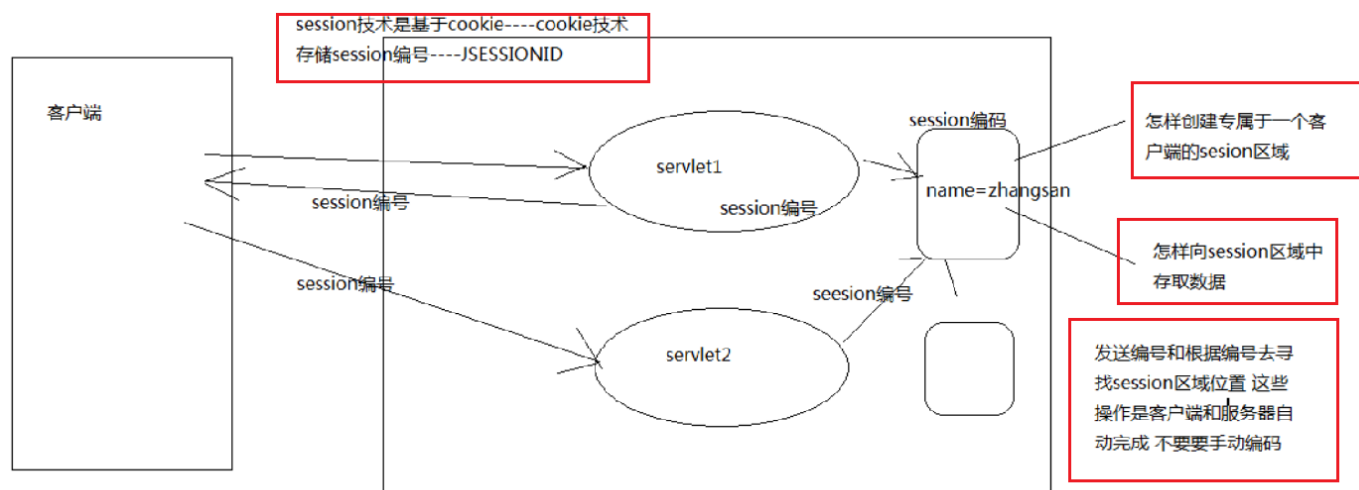 session技术是基于cookie----cookie技术
存储session编号----JSESSIONID
客户端
servlet1
session编号
session编号
session编码
name=zhangsan
怎样创建专属于一个客
户端的sesion区域
怎样向session区域中
存取数据
session编号
servlet2
seesion编号
发送编号和根据编号去寻
找session区域位置 这些
操作是客户端和服务器自
动完成 不要要手动编码